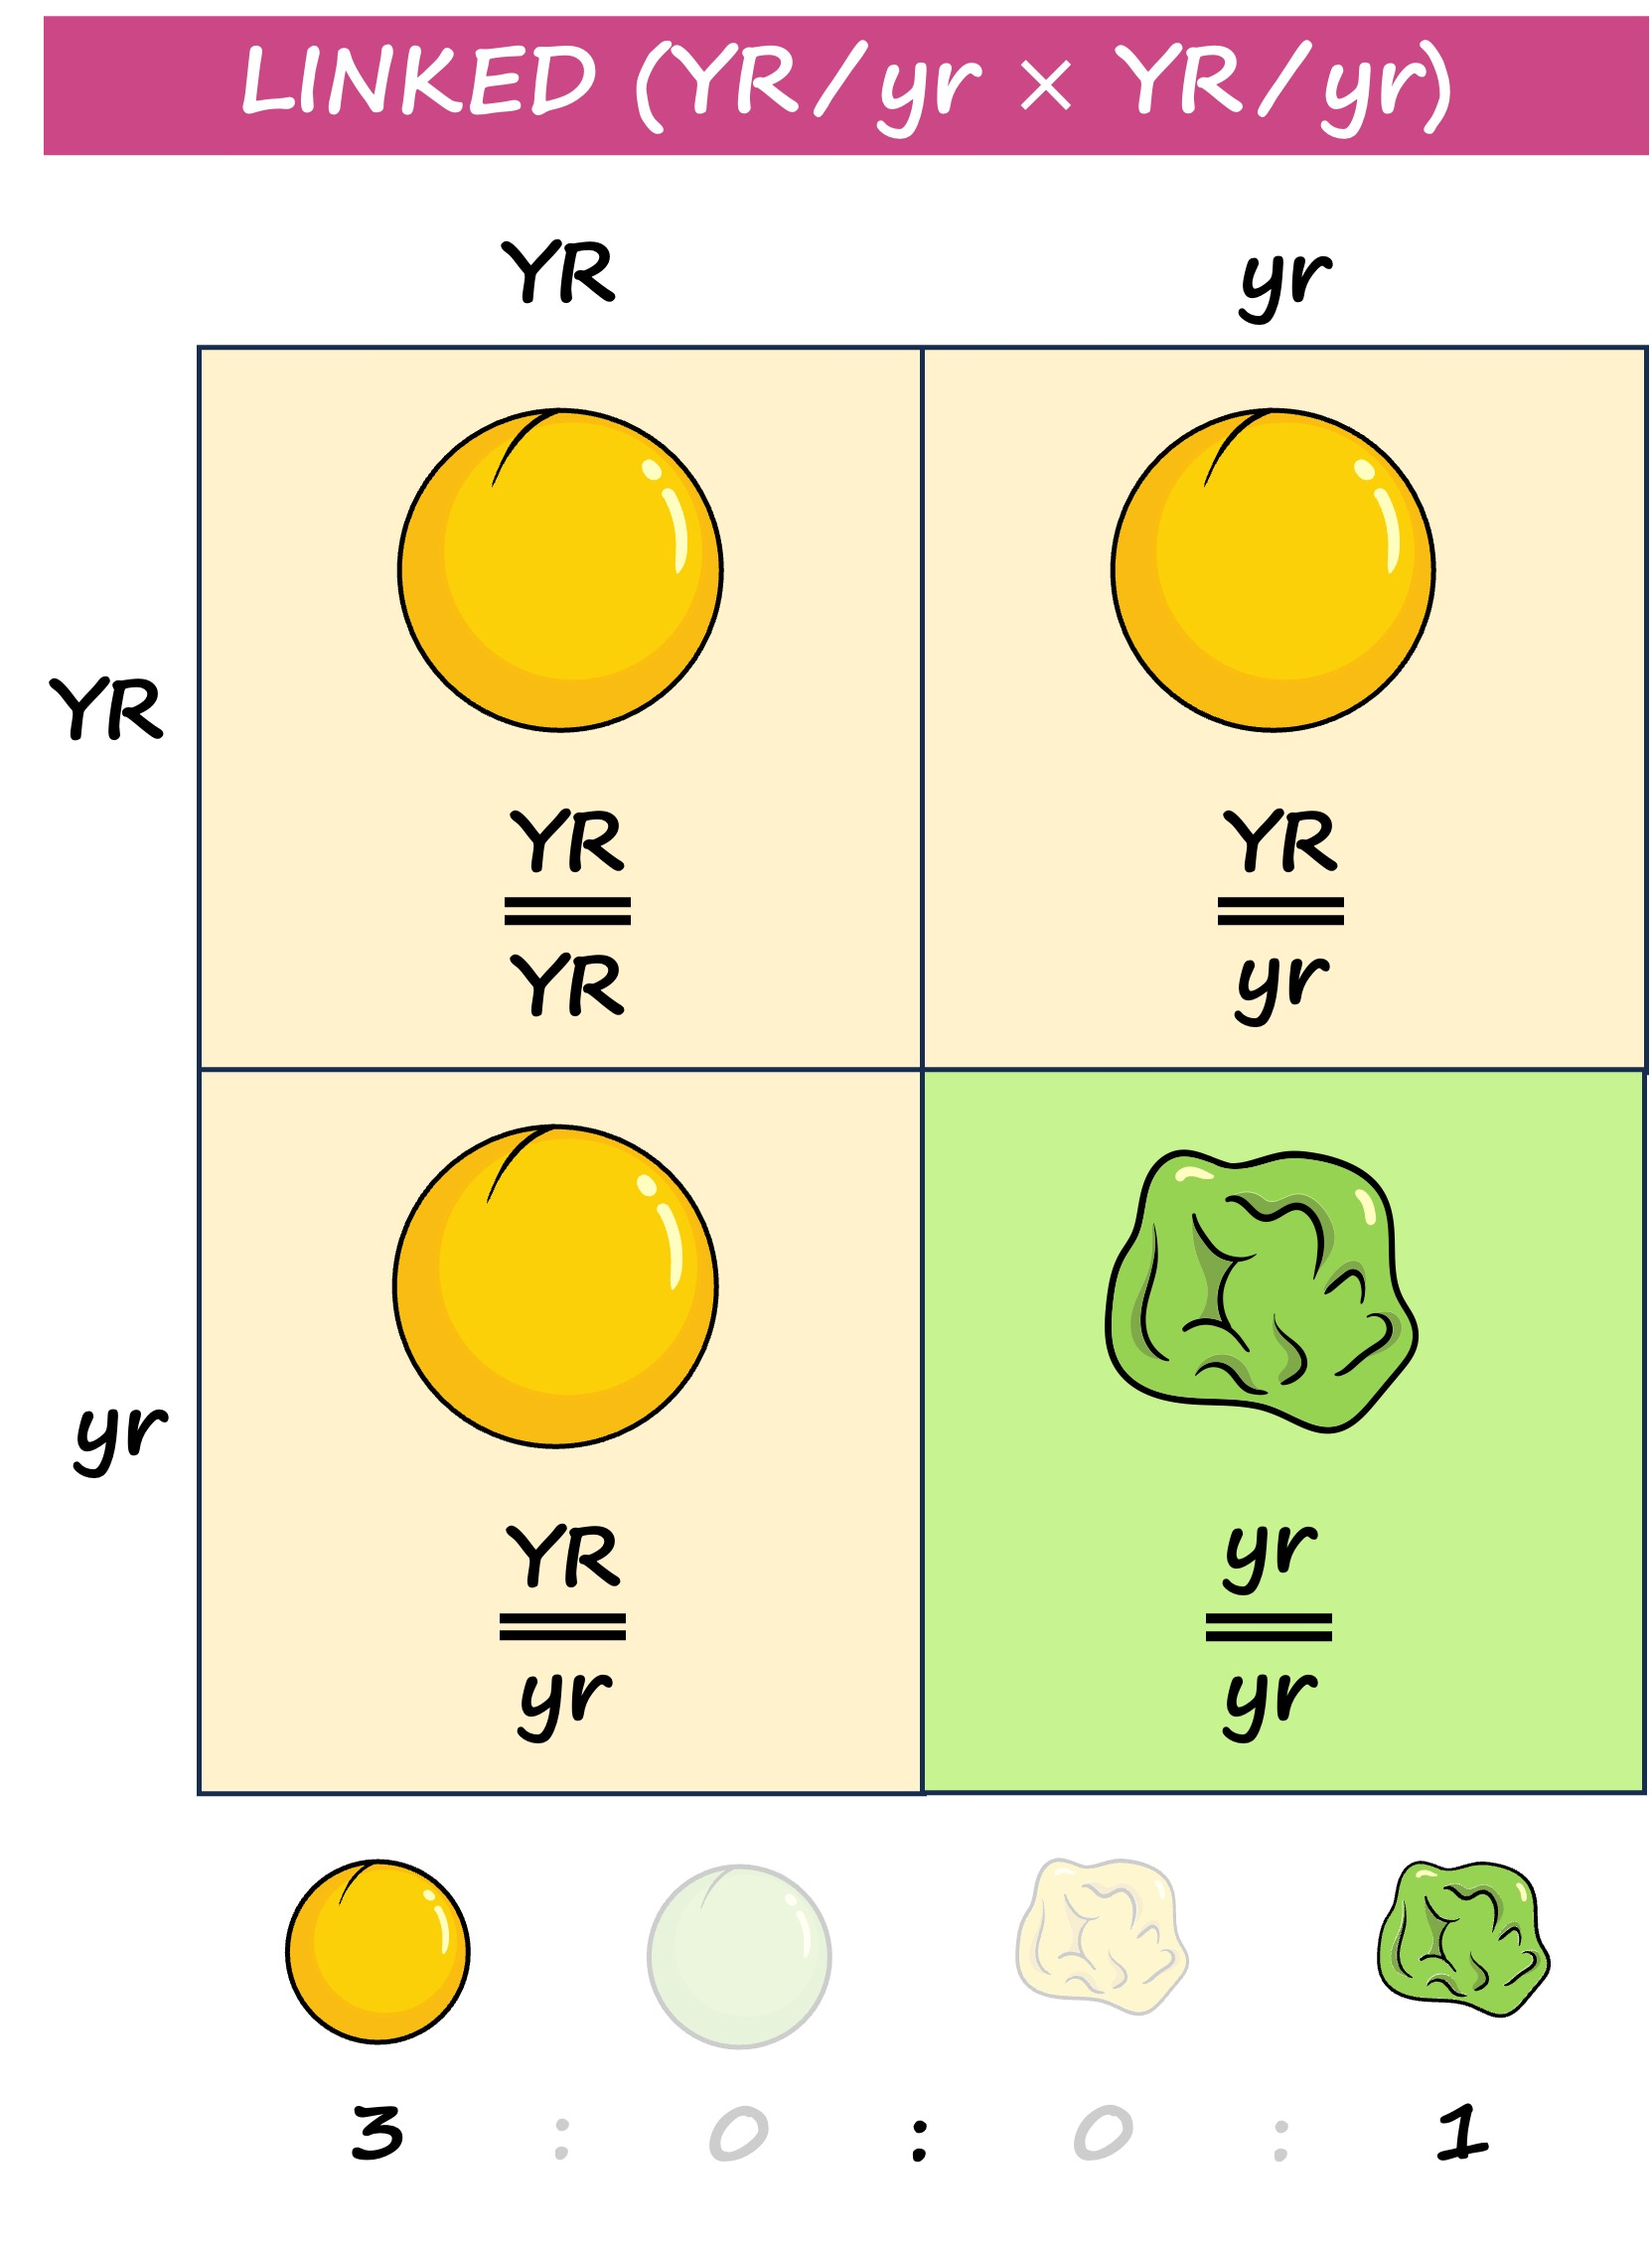 LINKED (YR/yr × YR/yr)
YR yr
YR
YR YR
YR yr
yr
YR yr
yr yr
3 : 0 : 0 : 1